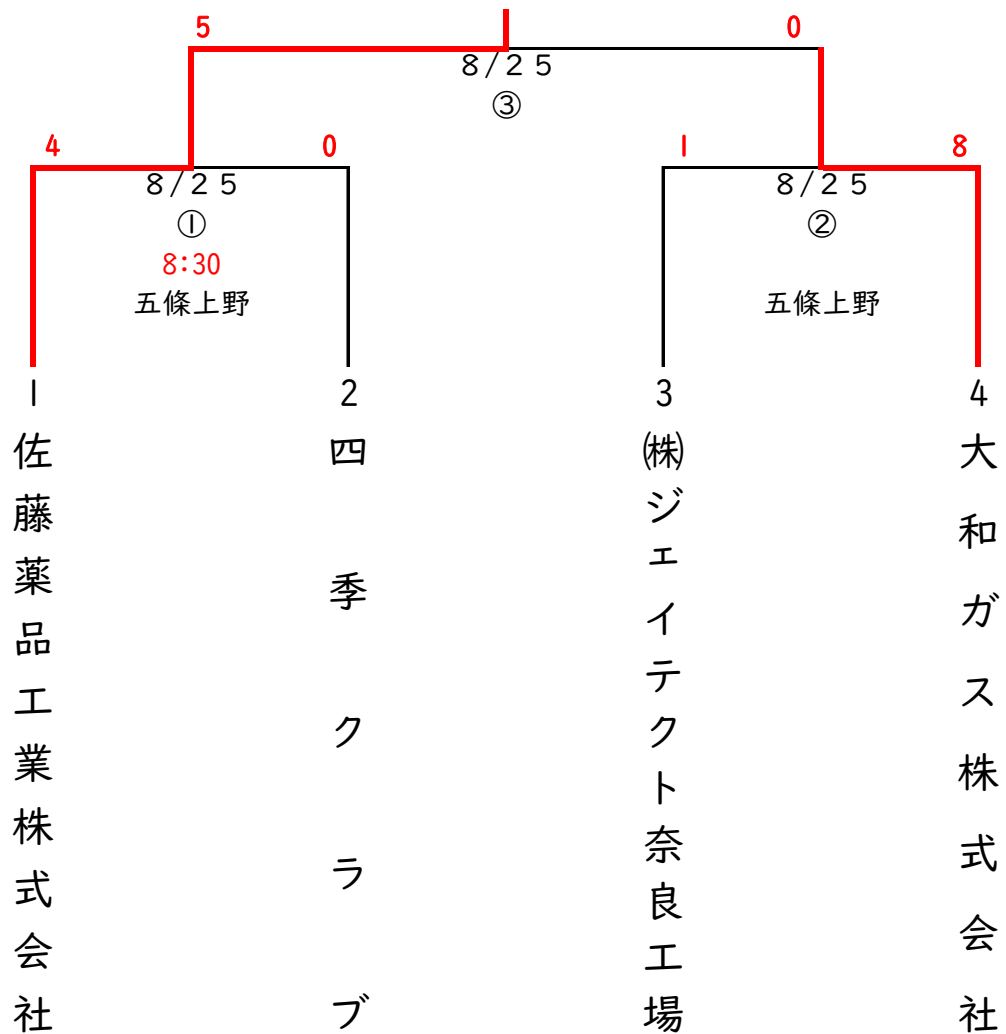 5
0
8/25
③
4
0
1
8
8/25
①
8:30
五條上野
8/25
②
五條上野
1
2
3
4
佐藤薬品工業株式会社
四季クラブ
㈱ジェイテクト奈良工場
大和ガス株式会社